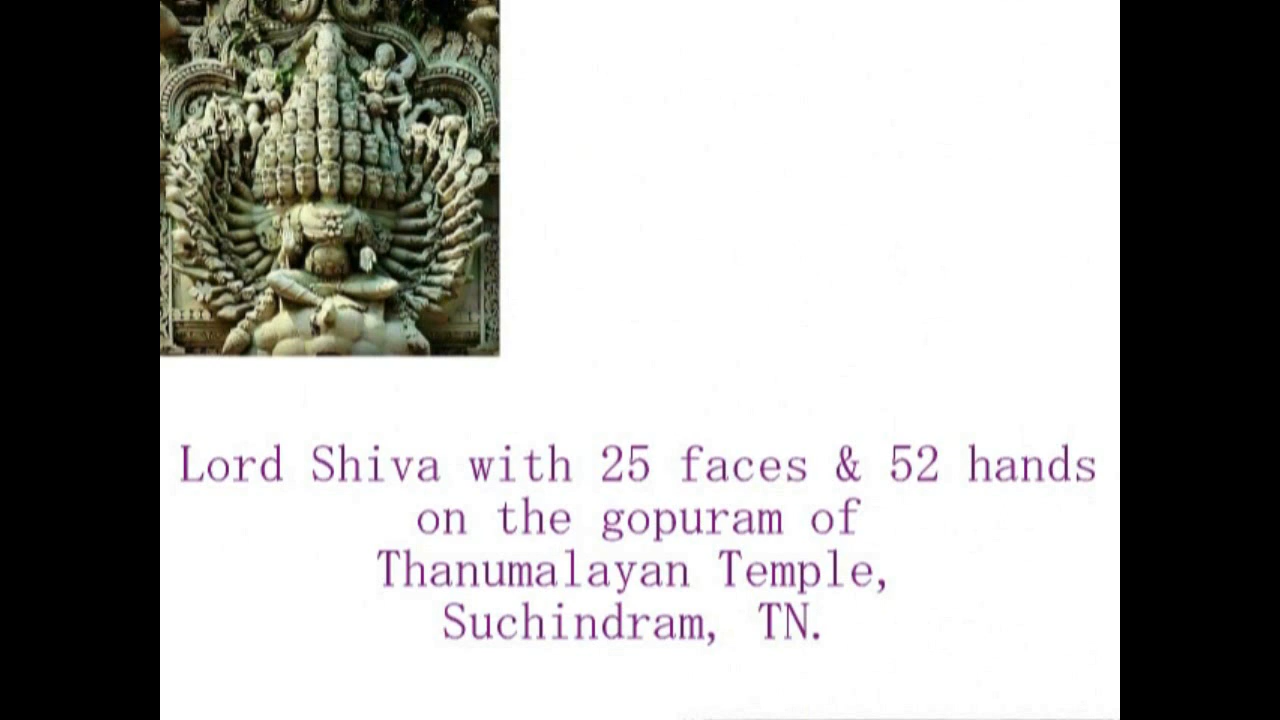 Lord Shiva with 25 faces & 52 hands
on the gopuram of
Thanumalayan Temple,
Suchindram, TN.